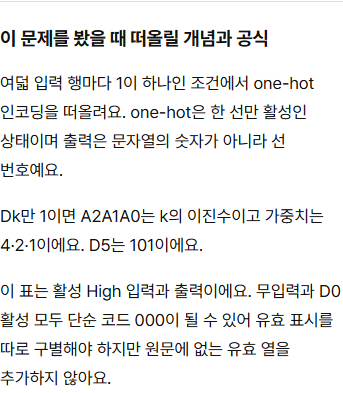 이 문제를 봤을 때 떠올릴 개념과 공식
여덟 입력 행마다 1이 하나인 조건에서 one-hot
인코딩을 떠올려요. one-hot은 한 선만 활성인
상태이며 출력은 문자열의 숫자가 아니라 선
번호예요.
Dk만 1이면 A2A1A0는 k의 이진수이고 가중치는
4·2·1이에요. D5는 101이에요.
이 표는 활성 High 입력과 출력이에요. 무입력과 D0
활성 모두 단순 코드 000이 될 수 있어 유효 표시를
따로 구별해야 하지만 원문에 없는 유효 열을
추가하지 않아요.